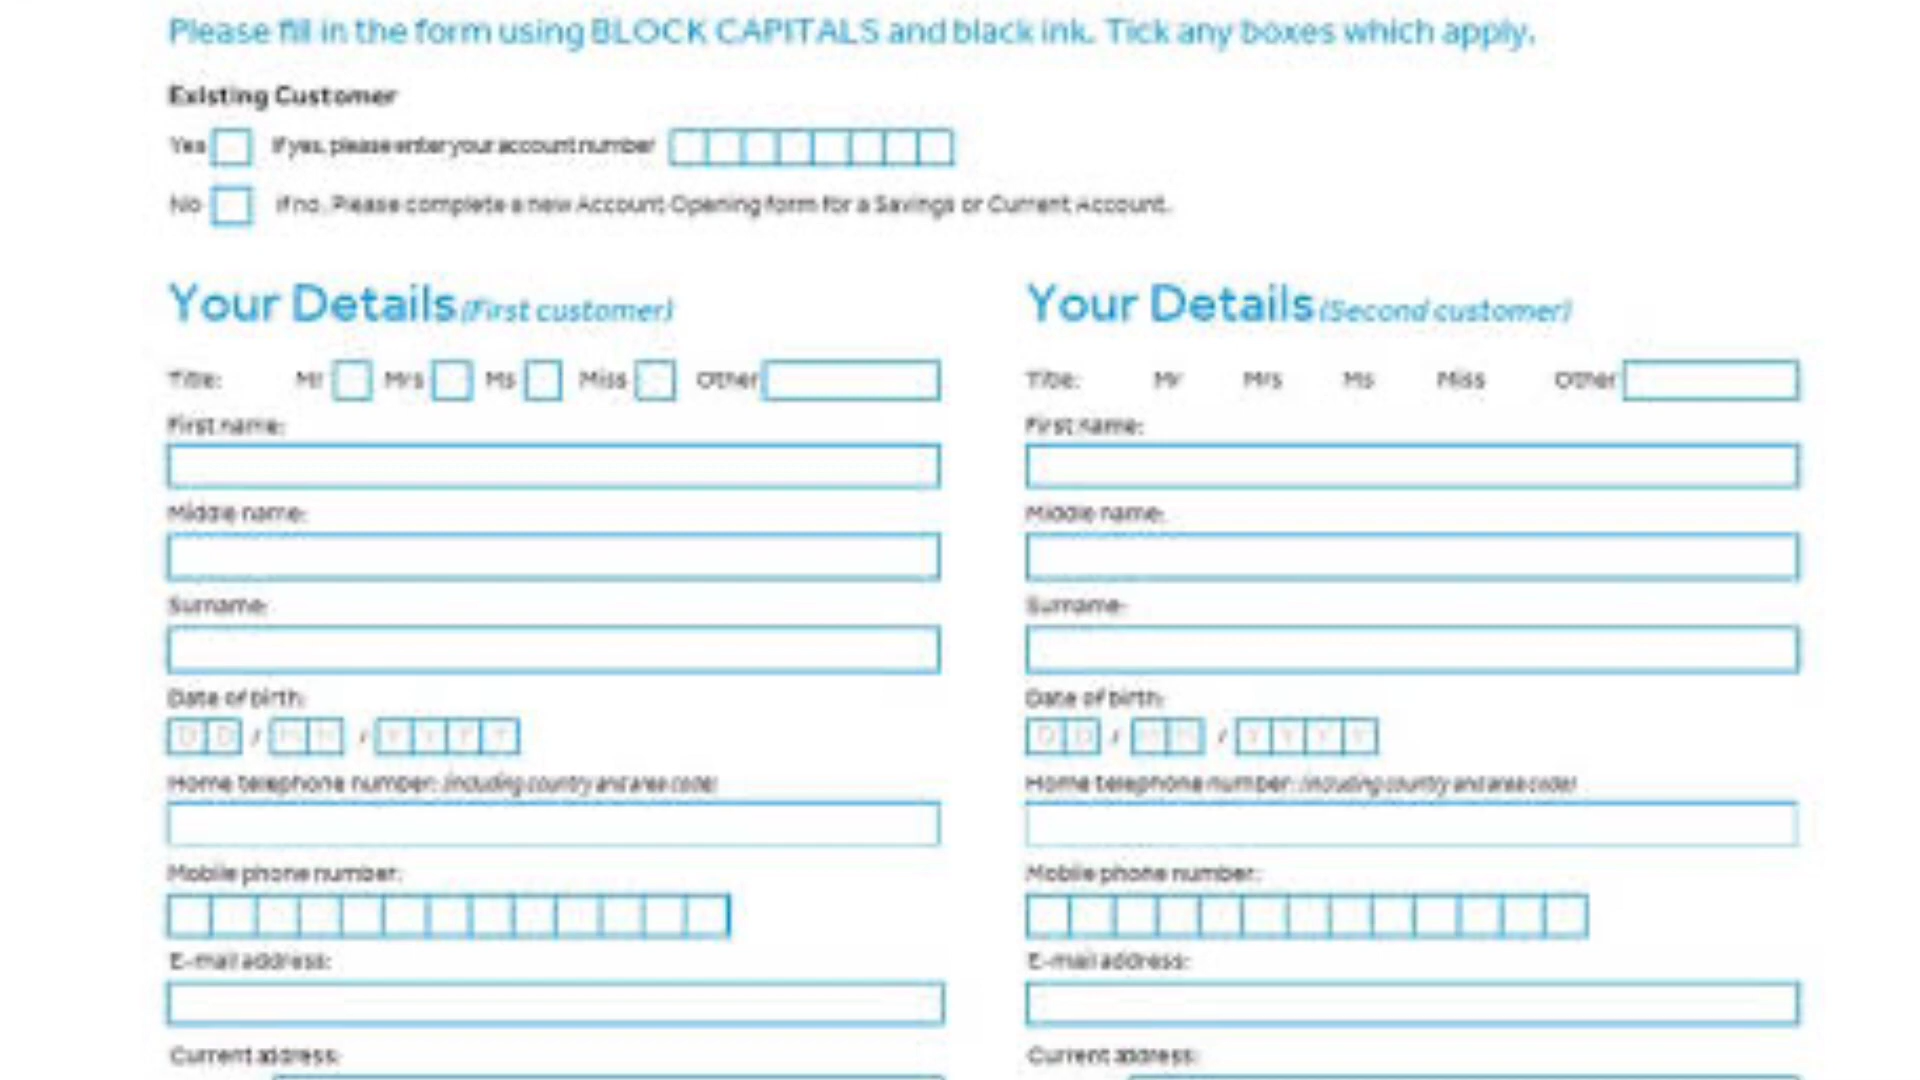 Please fill in the form using BLOCK CAPITALS and black ink. Tick any boxes which apply.
Existing Customer
Yes If yes, please enter your account number
No If no. Please complete a new Account Opening form for a Savings or Current Account.
Your Details (First customer)
Title: Mr Mrs Ms Miss Other
First name:
Middle name:
Surname:
Date of birth:
D D / M M / Y Y Y Y
Home telephone number: (including country and area code)
Mobile phone number:
E-mail address:
Current address:
Your Details (Second customer)
Title: Mr Mrs Ms Miss Other
First name:
Middle name:
Surname:
Date of birth:
D D / M M / Y Y Y Y
Home telephone number: (including country and area code)
Mobile phone number:
E-mail address:
Current address: